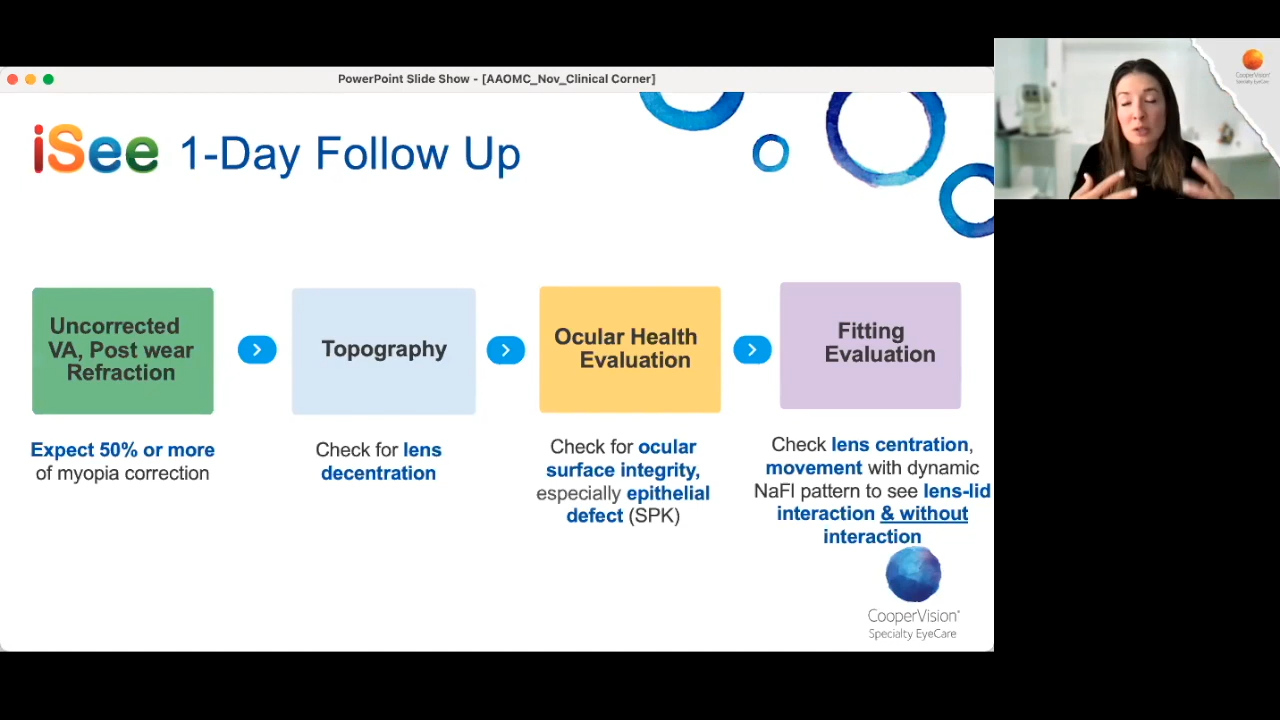 PowerPoint Slide Show - [AAOMC_Nov_Clinical Corner]
CooperVision®
Specialty EyeCare
iSee 1-Day Follow Up
Uncorrected
VA, Post wear
Refraction
Expect 50% or more
of myopia correction
Topography
Check for lens
decentration
Ocular Health
Evaluation
Check for ocular
surface integrity,
especially epithelial
defect (SPK)
Fitting
Evaluation
Check lens centration,
movement with dynamic
NaFl pattern to see lens-lid
interaction & without
interaction
CooperVision®
Specialty EyeCare